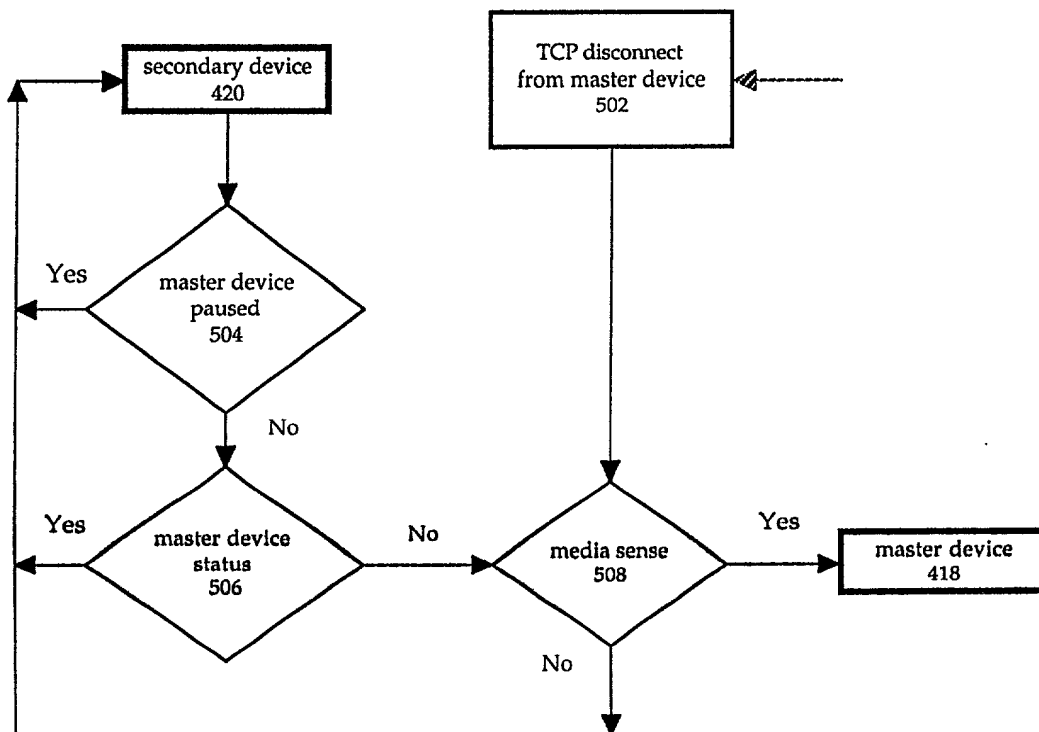 secondary device
420
TCP disconnect
from master device
502
Yes
master device
paused
504
No
Yes
master device
status
506
No
media sense
508
Yes
master device
418
No